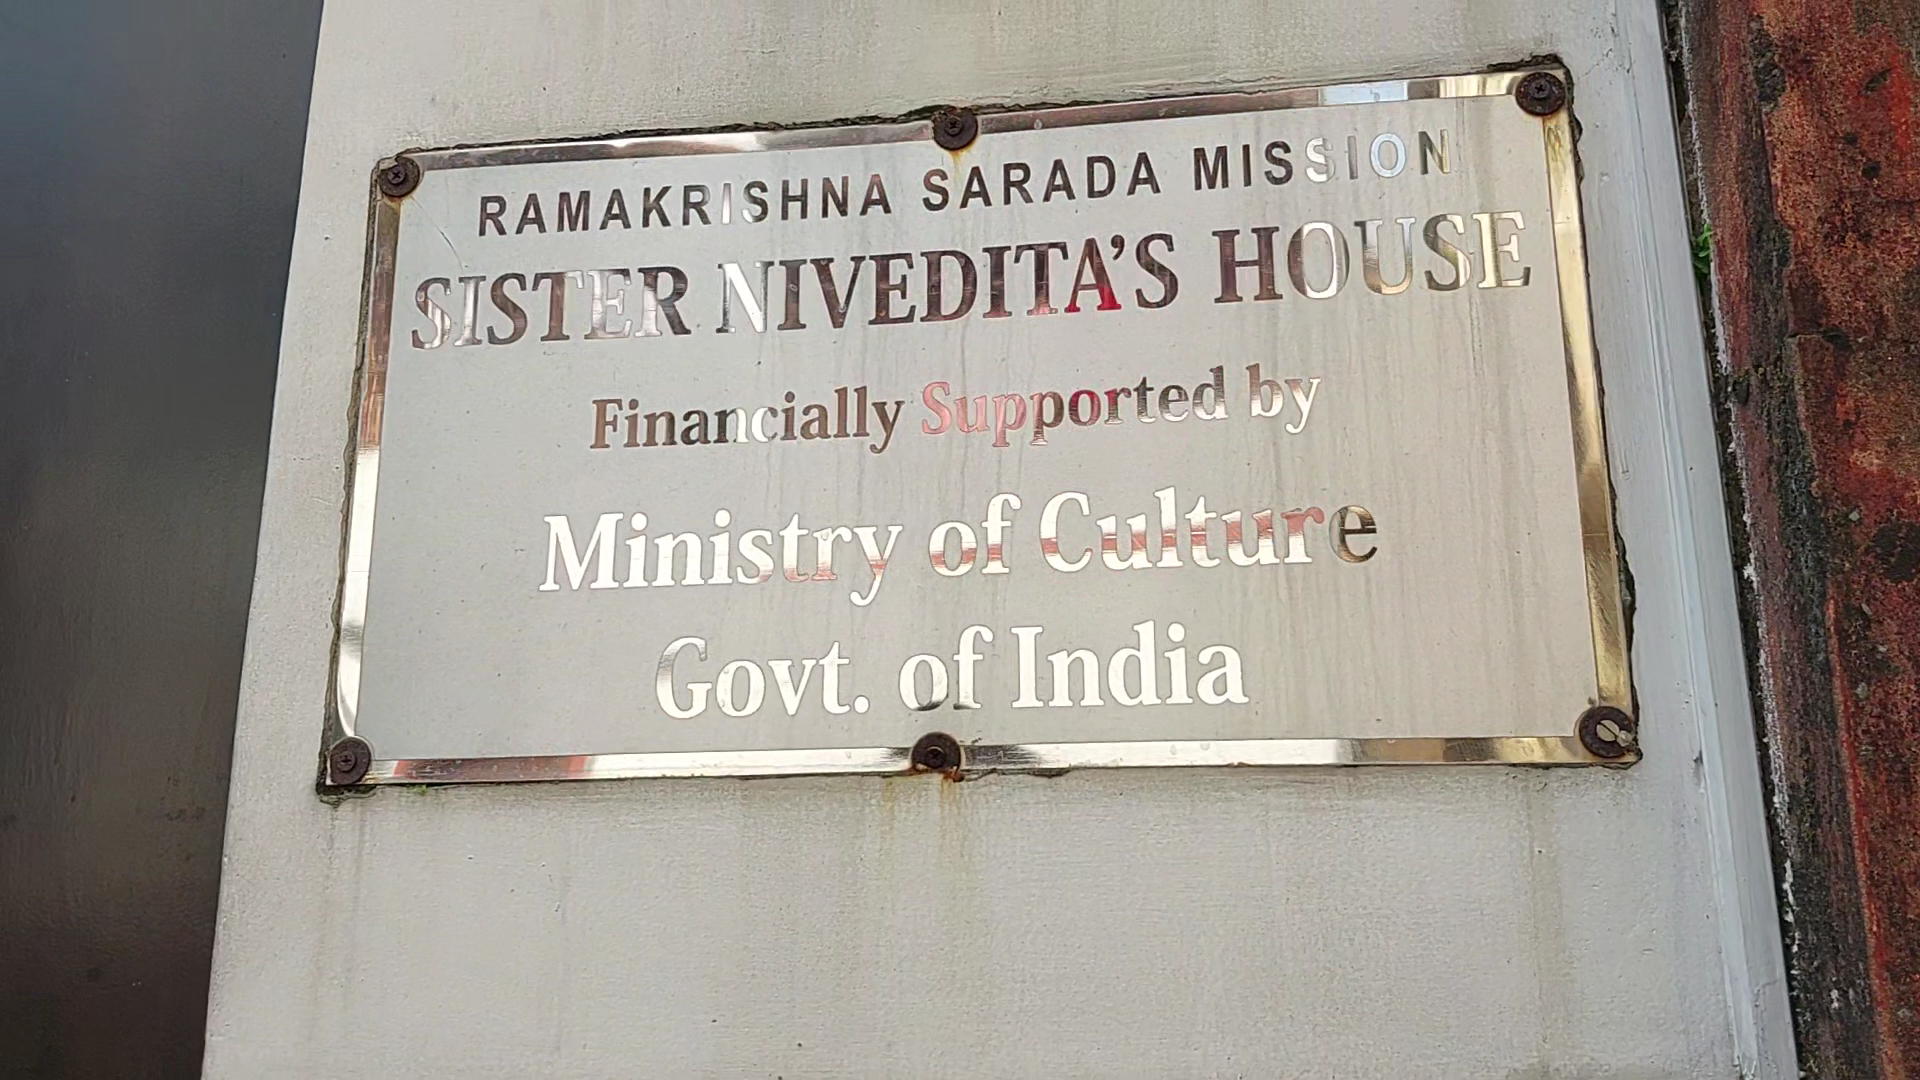 RAMAKRISHNA SARADA MISSION
SISTER NIVEDITA'S HOUSE
Financially Supported by
Ministry of Culture
Govt. of India